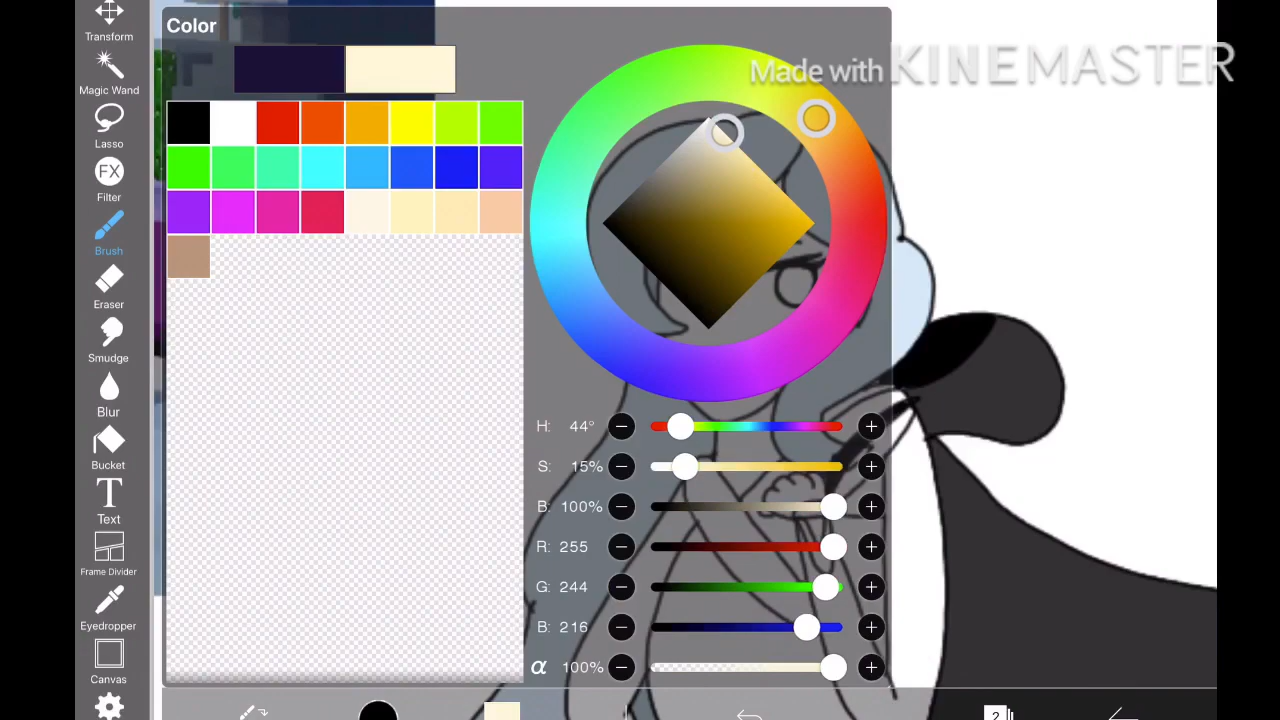 Color
Made with KINEMASTER
Transform
Magic Wand
Lasso
FX
Filter
Brush
Eraser
Smudge
Blur
Bucket
T
Text
Frame Divider
Eyedropper
Canvas
H: 44°
S: 15%
B: 100%
R: 255
G: 244
B: 216
α 100%
2